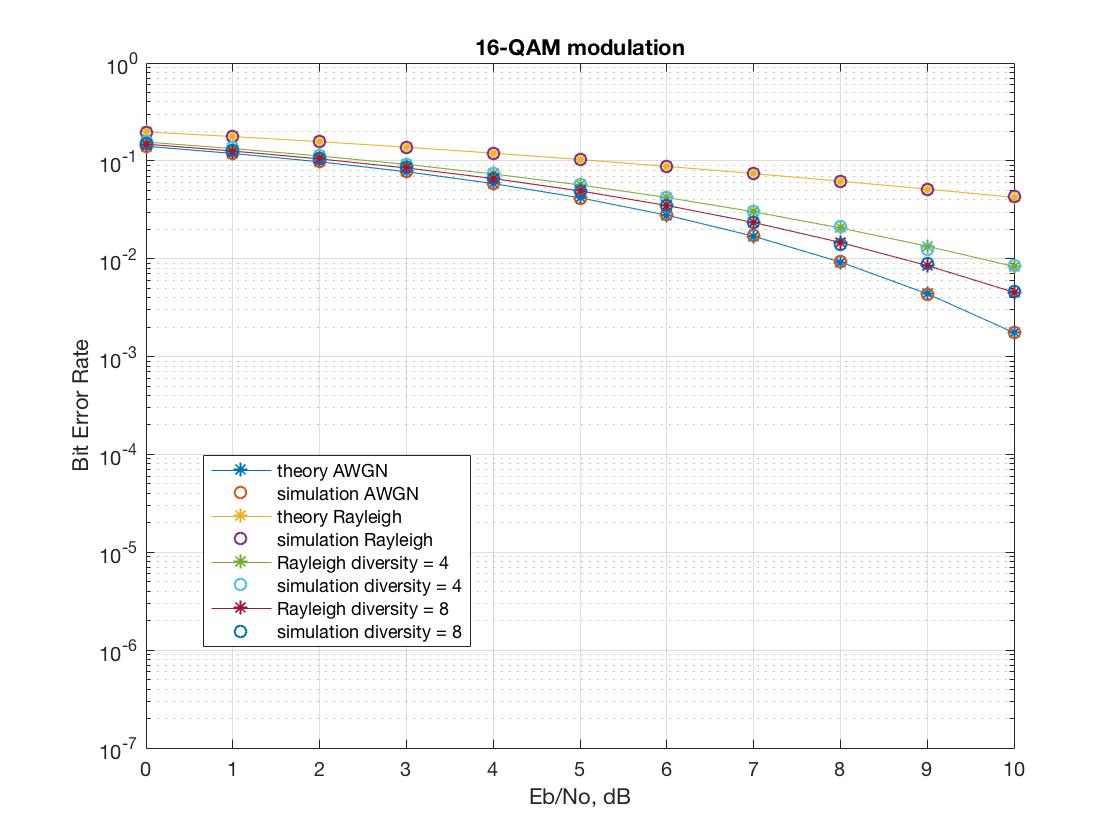 16-QAM modulation
10^0
10^-1
10^-2
10^-3
10^-4
10^-5
10^-6
10^-7
Bit Error Rate
theory AWGN
simulation AWGN
theory Rayleigh
simulation Rayleigh
Rayleigh diversity = 4
simulation diversity = 4
Rayleigh diversity = 8
simulation diversity = 8
0 1 2 3 4 5 6 7 8 9 10
Eb/No, dB